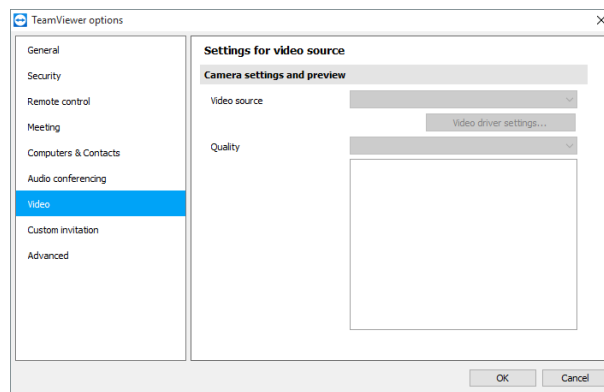 TeamViewer options
General
Security
Remote control
Meeting
Computers & Contacts
Audio conferencing
Video
Custom invitation
Advanced
Settings for video source
Camera settings and preview
Video source
Video driver settings...
Quality
OK
Cancel